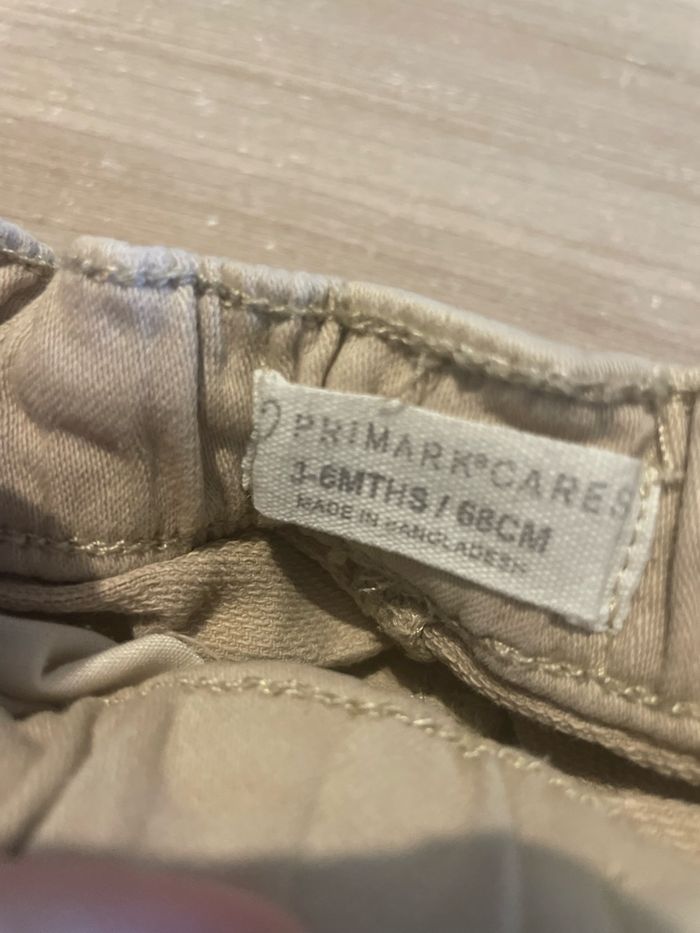 PRIMARK®CARES
3-6MTHS / 68CM
MADE IN BANGLADESH